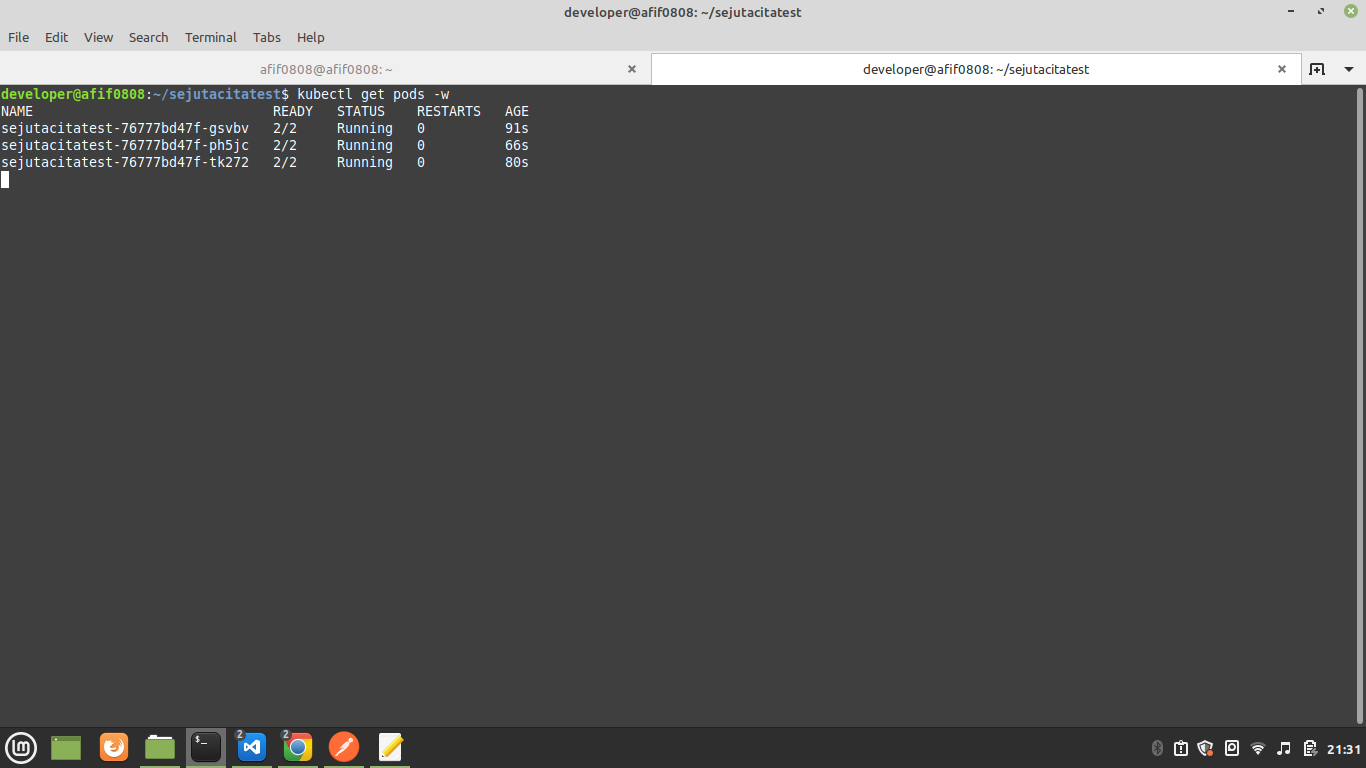 developer@afif0808: ~/sejutacitatest
File Edit View Search Terminal Tabs Help
afif0808@afif0808: ~
developer@afif0808: ~/sejutacitatest
developer@afif0808:~/sejutacitatest$ kubectl get pods -w
NAME READY STATUS RESTARTS AGE
sejutacitatest-76777bd47f-gsvbv 2/2 Running 0 91s
sejutacitatest-76777bd47f-ph5jc 2/2 Running 0 66s
sejutacitatest-76777bd47f-tk272 2/2 Running 0 80s
2 2 21:31